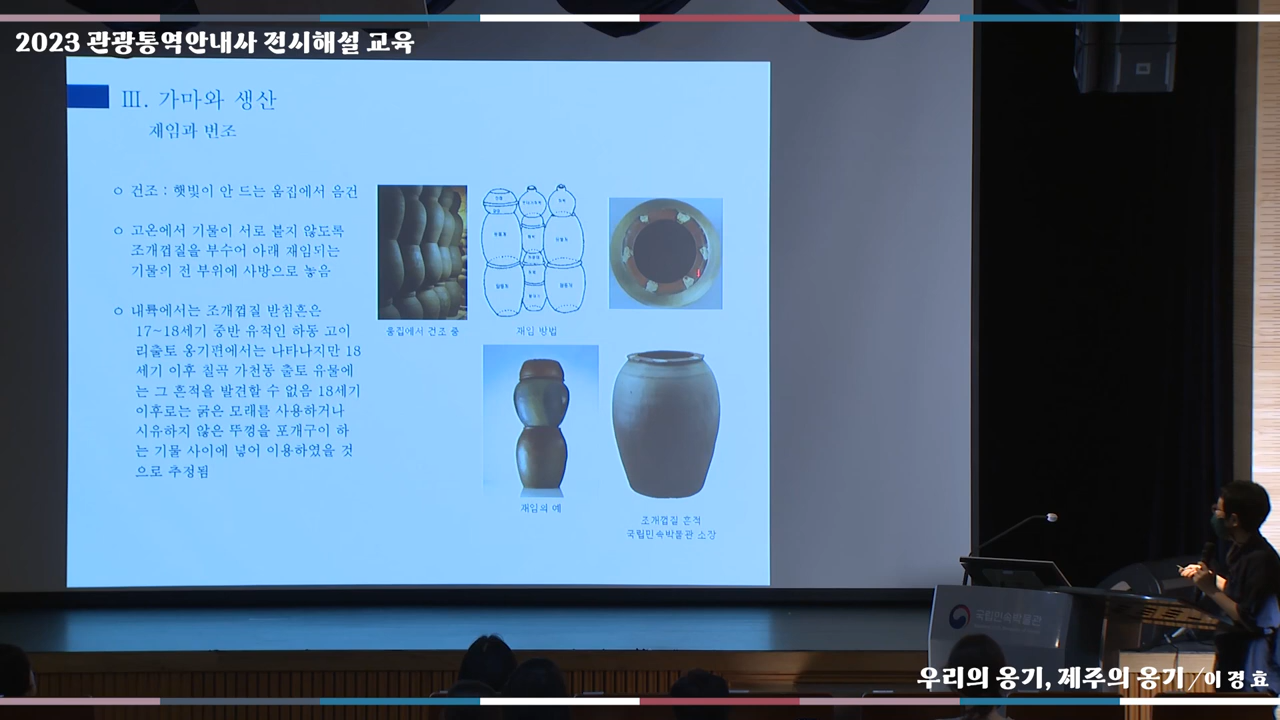 2023 관광통역안내사 전시해설 교육
III. 가마와 생산
재임과 번조
건조 : 햇빛이 안 드는 움집에서 음건
고온에서 기물이 서로 붙지 않도록
조개껍질을 부수어 아래 재임되는
기물의 전 부위에 사방으로 놓음
내륙에서는 조개껍질 받침흔은
17~18세기 중반 유적인 하동 고이
리출토 옹기편에서는 나타나지만 18
세기 이후 칠곡 가천동 출토 유물에
는 그 흔적을 발견할 수 없음 18세기
이후로는 굵은 모래를 사용하거나
시유하지 않은 뚜껑을 포개구이 하
는 기물 사이에 넣어 이용하였을 것
으로 추정됨
움집에서 건조 중
재임 방법
재임의 예
조개껍질 흔적
국립민속박물관 소장
국립민속박물관
우리의 옹기, 제주의 옹기 / 이경효